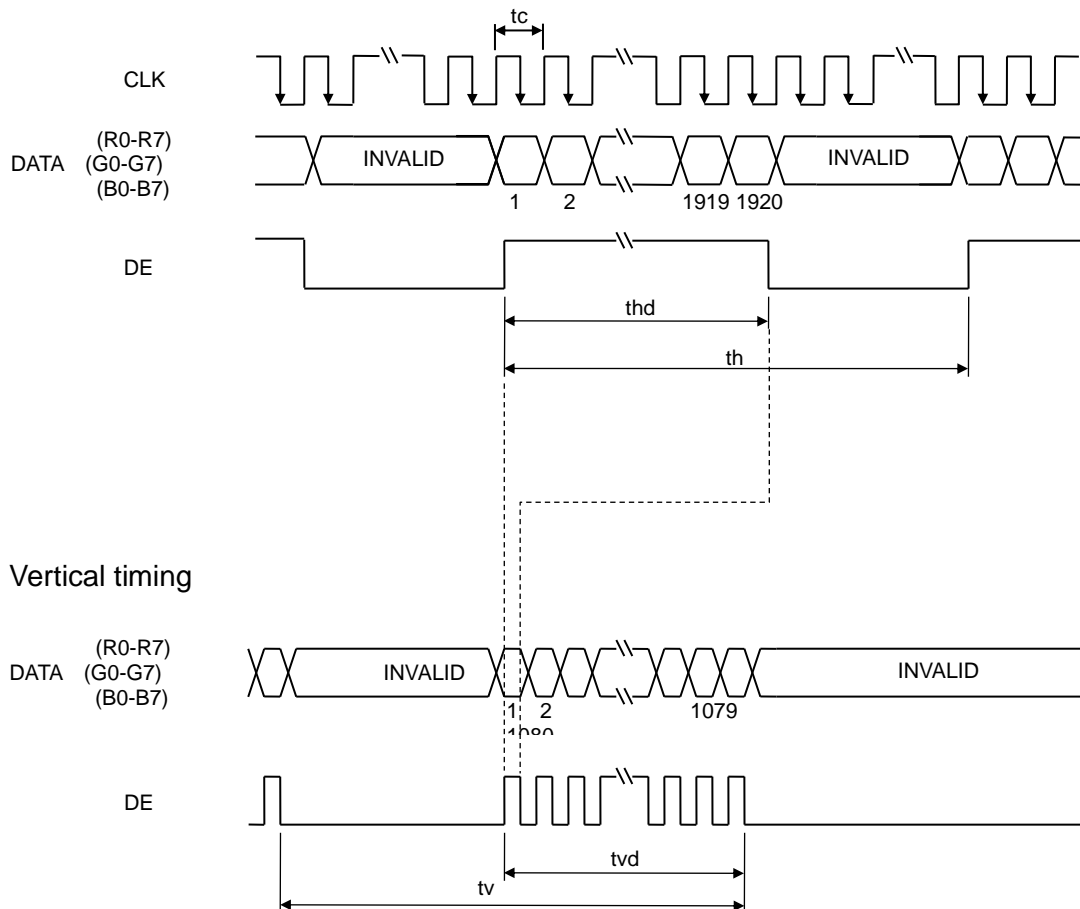 tc
CLK
(R0-R7)
DATA (G0-G7) INVALID INVALID
(B0-B7)
1 2 1919 1920
DE
thd
th
Vertical timing
(R0-R7)
DATA (G0-G7) INVALID INVALID
(B0-B7)
1 2 1079
1080
DE
tvd
tv